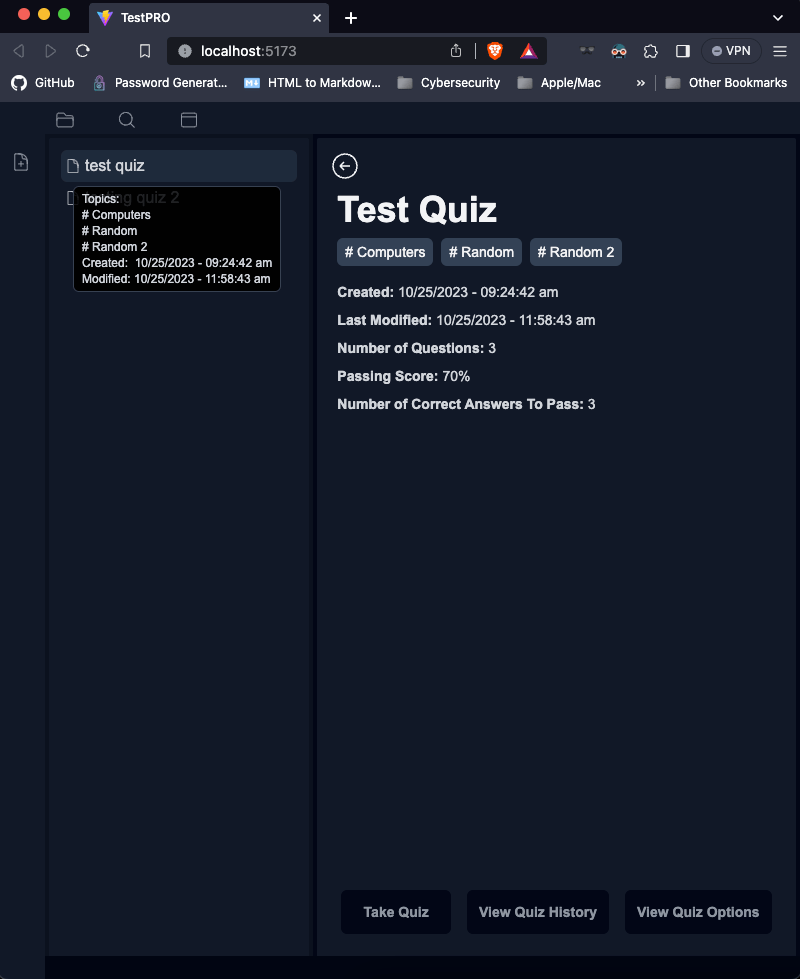 TestPRO
localhost:5173
VPN
GitHub
Password Generat...
HTML to Markdow...
Cybersecurity
Apple/Mac
»
Other Bookmarks
test quiz
testing quiz 2
Topics:
# Computers
# Random
# Random 2
Created: 10/25/2023 - 09:24:42 am
Modified: 10/25/2023 - 11:58:43 am
Test Quiz
# Computers # Random # Random 2
Created: 10/25/2023 - 09:24:42 am
Last Modified: 10/25/2023 - 11:58:43 am
Number of Questions: 3
Passing Score: 70%
Number of Correct Answers To Pass: 3
Take Quiz View Quiz History View Quiz Options